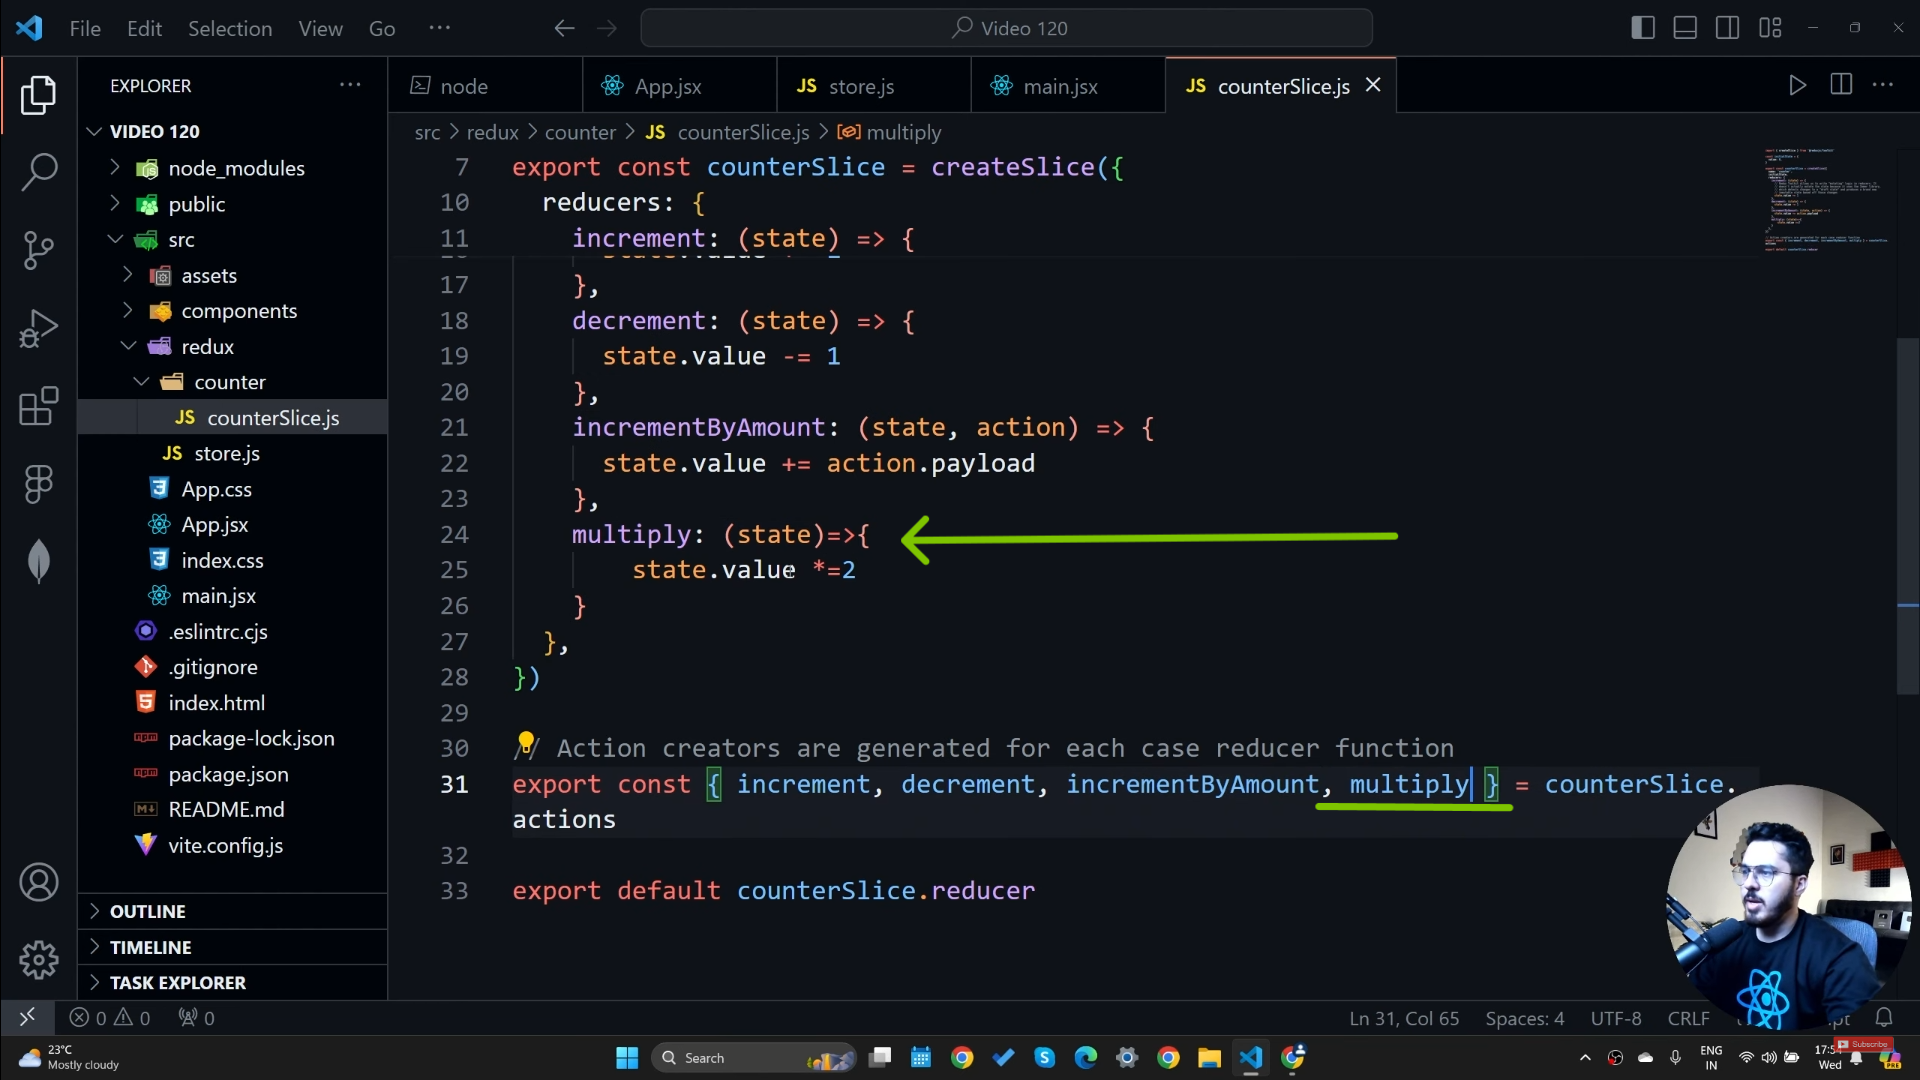 File Edit Selection View Go ···
Video 120
EXPLORER ···
node App.jsx JS store.js main.jsx JS counterSlice.js
src > redux > counter > JS counterSlice.js > multiply
VIDEO 120
node_modules
public
src
assets
components
redux
counter
JS counterSlice.js
JS store.js
App.css
App.jsx
index.css
main.jsx
.eslintrc.cjs
.gitignore
index.html
package-lock.json
package.json
README.md
vite.config.js
OUTLINE
TIMELINE
TASK EXPLORER
7 export const counterSlice = createSlice({
10 reducers: {
11 increment: (state) => {
17 },
18 decrement: (state) => {
19 state.value -= 1
20 },
21 incrementByAmount: (state, action) => {
22 state.value += action.payload
23 },
24 multiply: (state)=>{
25 state.value *=2
26 }
27 },
28 })
29
30 // Action creators are generated for each case reducer function
31 export const { increment, decrement, incrementByAmount, multiply } = counterSlice.
actions
32
33 export default counterSlice.reducer
0 0 0
Ln 31, Col 65 Spaces: 4 UTF-8 CRLF
23°C
Mostly cloudy
Search
ENG
IN
Wed
Subscribe